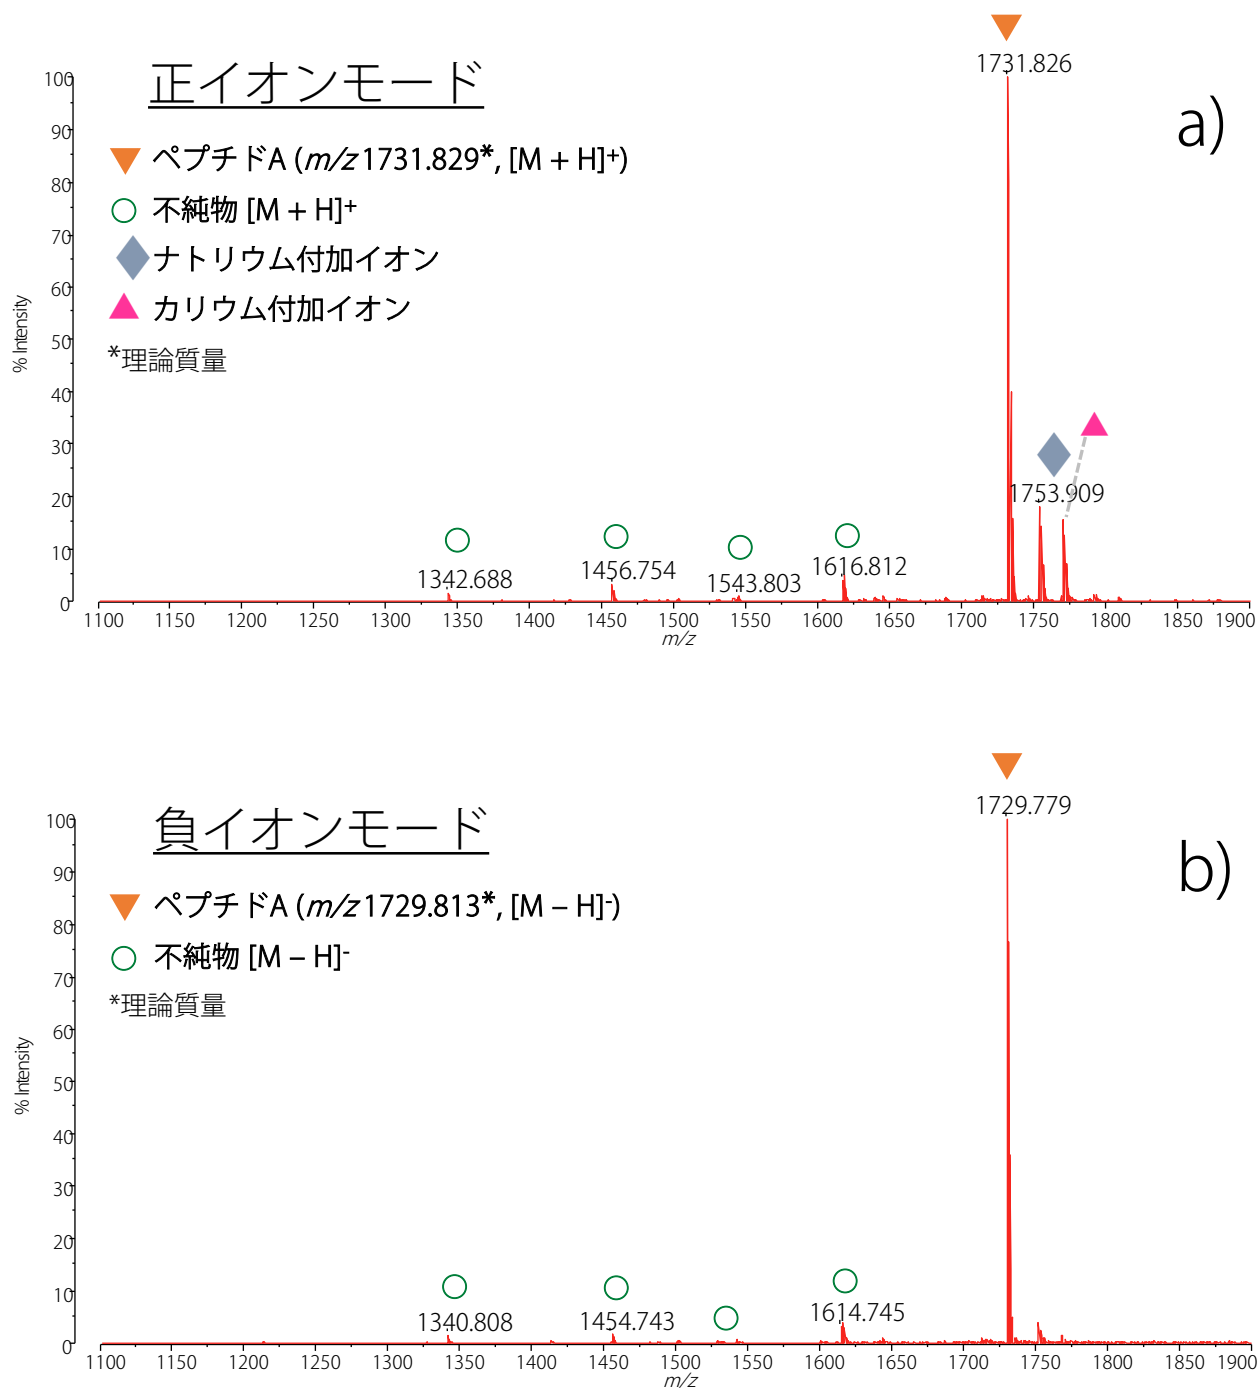 1731.826
正イオンモード
a)
ペプチドA (m/z 1731.829*, [M + H]+)
不純物 [M + H]+
ナトリウム付加イオン
カリウム付加イオン
*理論質量
% Intensity
100
90
80
70
60
50
40
30
20
10
0
1342.688
1456.754
1543.803
1616.812
1753.909
1100 1150 1200 1250 1300 1350 1400 1450 1500 1550 1600 1650 1700 1750 1800 1850 1900
m/z
1729.779
負イオンモード
b)
ペプチドA (m/z 1729.813*, [M – H]-)
不純物 [M – H]-
*理論質量
% Intensity
100
90
80
70
60
50
40
30
20
10
0
1340.808
1454.743
1614.745
1100 1150 1200 1250 1300 1350 1400 1450 1500 1550 1600 1650 1700 1750 1800 1850 1900
m/z